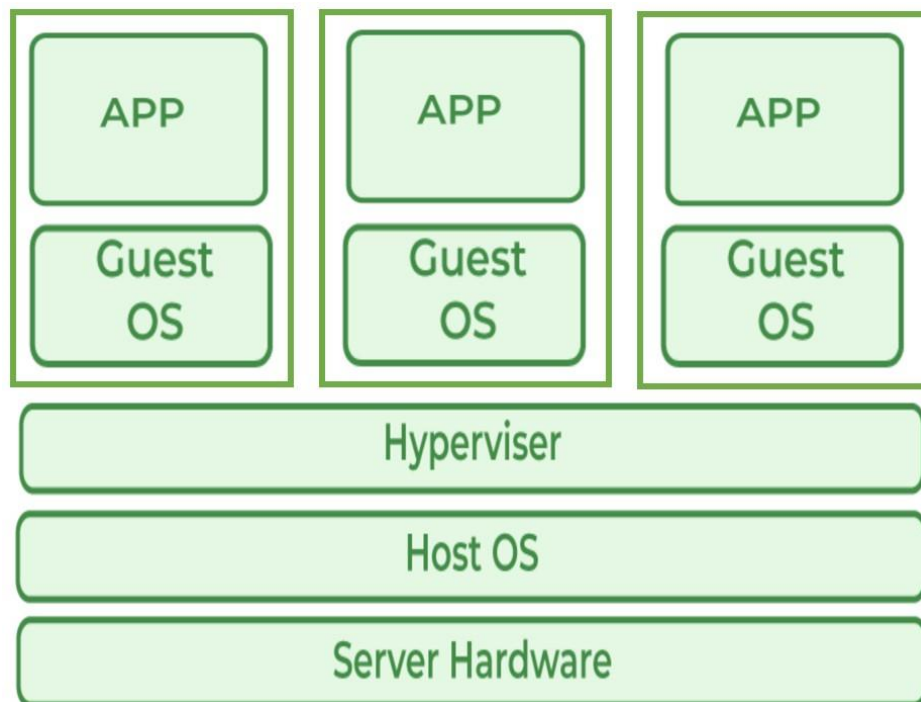 APP APP APP
Guest Guest Guest
OS OS OS
Hyperviser
Host OS
Server Hardware